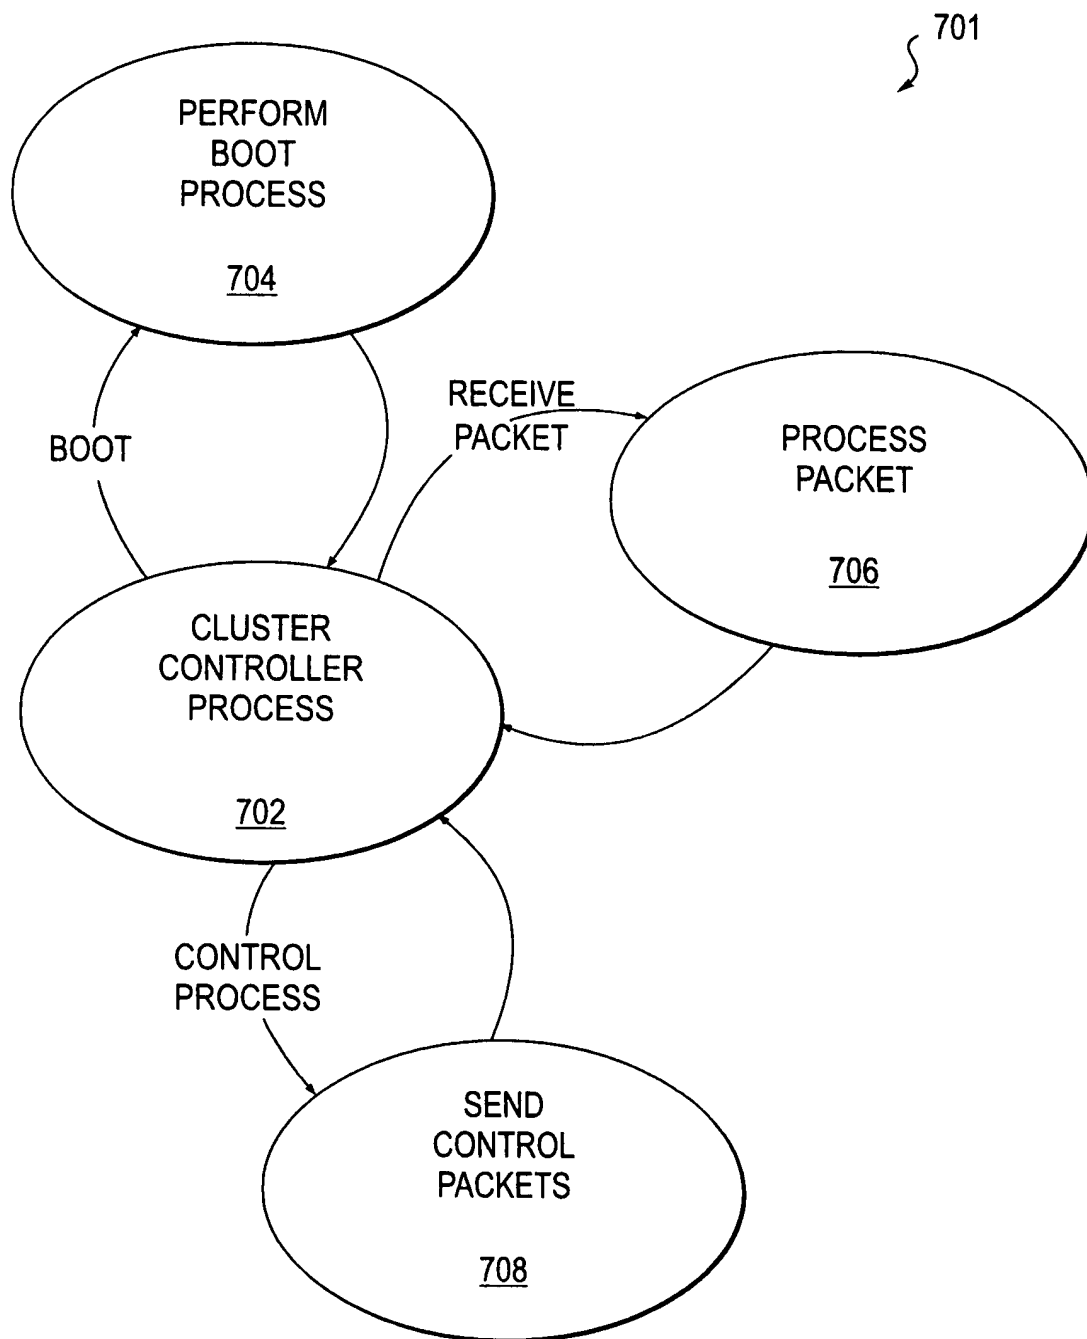 701
PERFORM
BOOT
PROCESS
704
RECEIVE
PACKET
BOOT
PROCESS
PACKET
706
CLUSTER
CONTROLLER
PROCESS
702
CONTROL
PROCESS
SEND
CONTROL
PACKETS
708